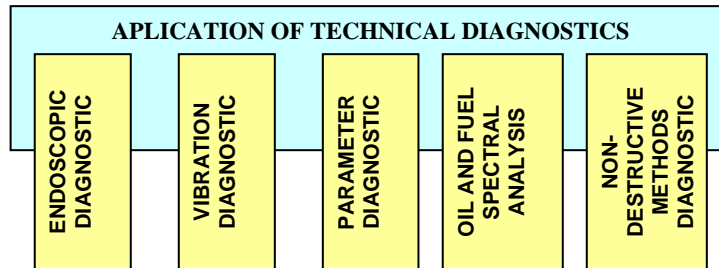 APLICATION OF TECHNICAL DIAGNOSTICS
ENDOSCOPIC
DIAGNOSTIC
VIBRATION
DIAGNOSTIC
PARAMETER
DIAGNOSTIC
OIL AND FUEL
SPECTRAL
ANALYSIS
NON-
DESTRUCTIVE
METHODS
DIAGNOSTIC